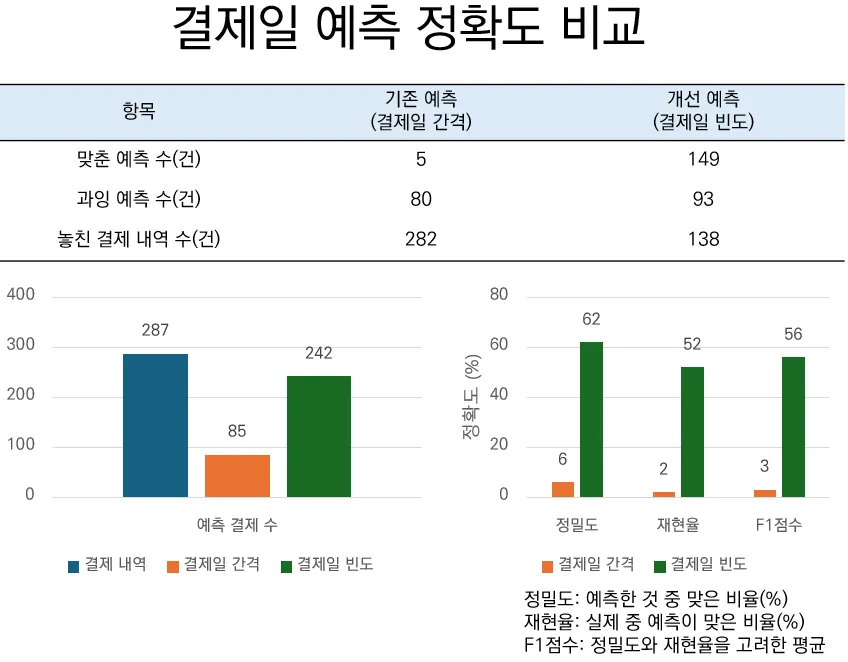 결제일 예측 정확도 비교
항목
기존 예측
(결제일 간격)
개선 예측
(결제일 빈도)
맞춘 예측 수(건)
5
149
과잉 예측 수(건)
80
93
놓친 결제 내역 수(건)
282
138
400
300
200
100
0
287
85
242
예측 결제 수
결제 내역
결제일 간격
결제일 빈도
정확도 (%)
80
60
40
20
0
6
62
2
52
3
56
정밀도
재현율
F1점수
결제일 간격
결제일 빈도
정밀도: 예측한 것 중 맞은 비율(%)
재현율: 실제 중 예측이 맞은 비율(%)
F1점수: 정밀도와 재현율을 고려한 평균